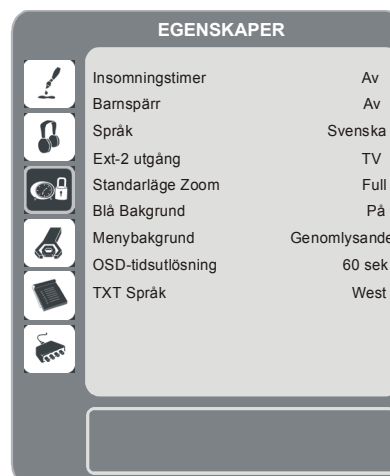 EGENSKAPER
Insomningstimer Av
Barnspärr Av
Språk Svenska
Ext-2 utgång TV
Standarläge Zoom Full
Blå Bakgrund På
Menybakgrund Genomlysande
OSD-tidsutlösning 60 sek
TXT Språk West